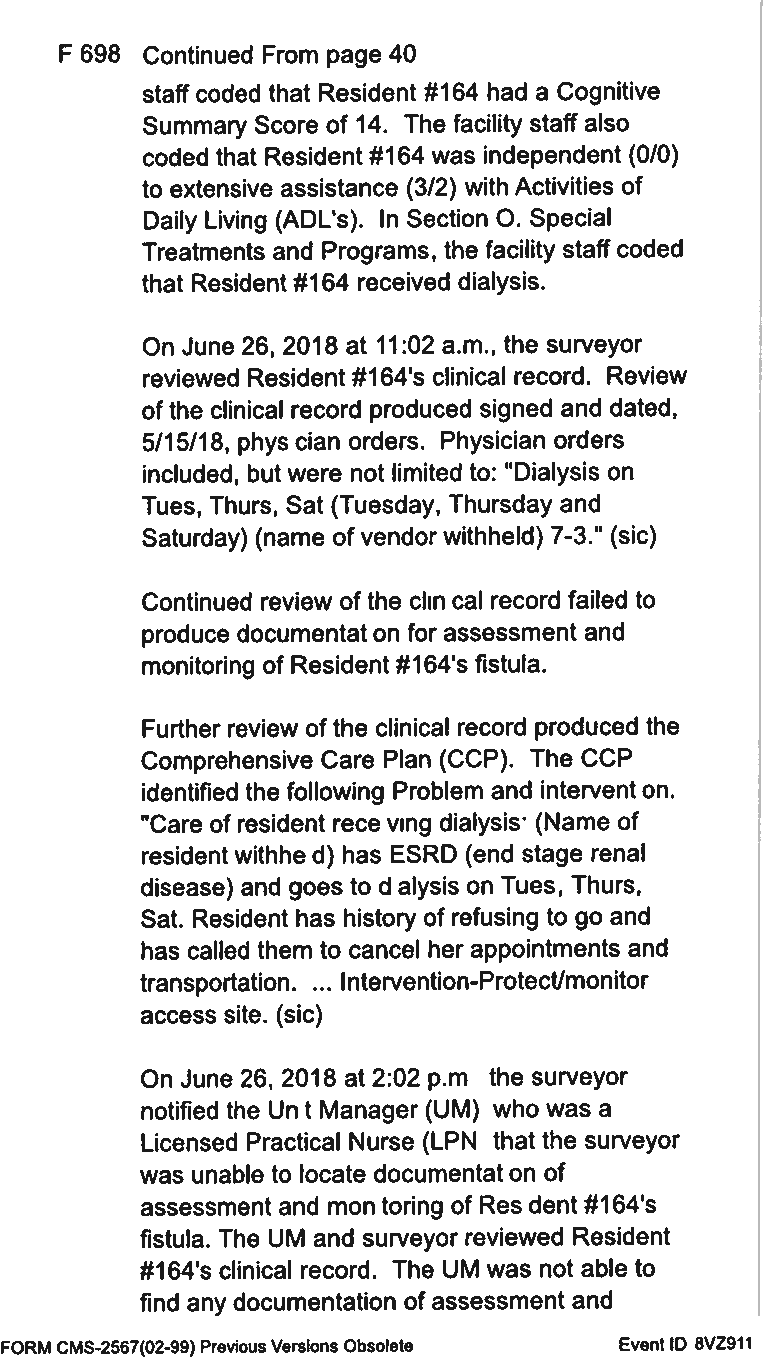 F 698 Continued From page 40
staff coded that Resident #164 had a Cognitive
Summary Score of 14. The facility staff also
coded that Resident #164 was independent (0/0)
to extensive assistance (3/2) with Activities of
Daily Living (ADL's). In Section O. Special
Treatments and Programs, the facility staff coded
that Resident #164 received dialysis.

On June 26, 2018 at 11:02 a.m., the surveyor
reviewed Resident #164's clinical record. Review
of the clinical record produced signed and dated,
5/15/18, phys cian orders. Physician orders
included, but were not limited to: "Dialysis on
Tues, Thurs, Sat (Tuesday, Thursday and
Saturday) (name of vendor withheld) 7-3." (sic)

Continued review of the clin cal record failed to
produce documentat on for assessment and
monitoring of Resident #164's fistula.

Further review of the clinical record produced the
Comprehensive Care Plan (CCP). The CCP
identified the following Problem and intervent on.
"Care of resident rece ving dialysis· (Name of
resident withhe d) has ESRD (end stage renal
disease) and goes to d alysis on Tues, Thurs,
Sat. Resident has history of refusing to go and
has called them to cancel her appointments and
transportation. ... Intervention-Protect/monitor
access site. (sic)

On June 26, 2018 at 2:02 p.m the surveyor
notified the Un t Manager (UM) who was a
Licensed Practical Nurse (LPN that the surveyor
was unable to locate documentat on of
assessment and mon toring of Res dent #164's
fistula. The UM and surveyor reviewed Resident
#164's clinical record. The UM was not able to
find any documentation of assessment and
FORM CMS-2567(02-99) Previous Versions Obsolete Event ID 8VZ911